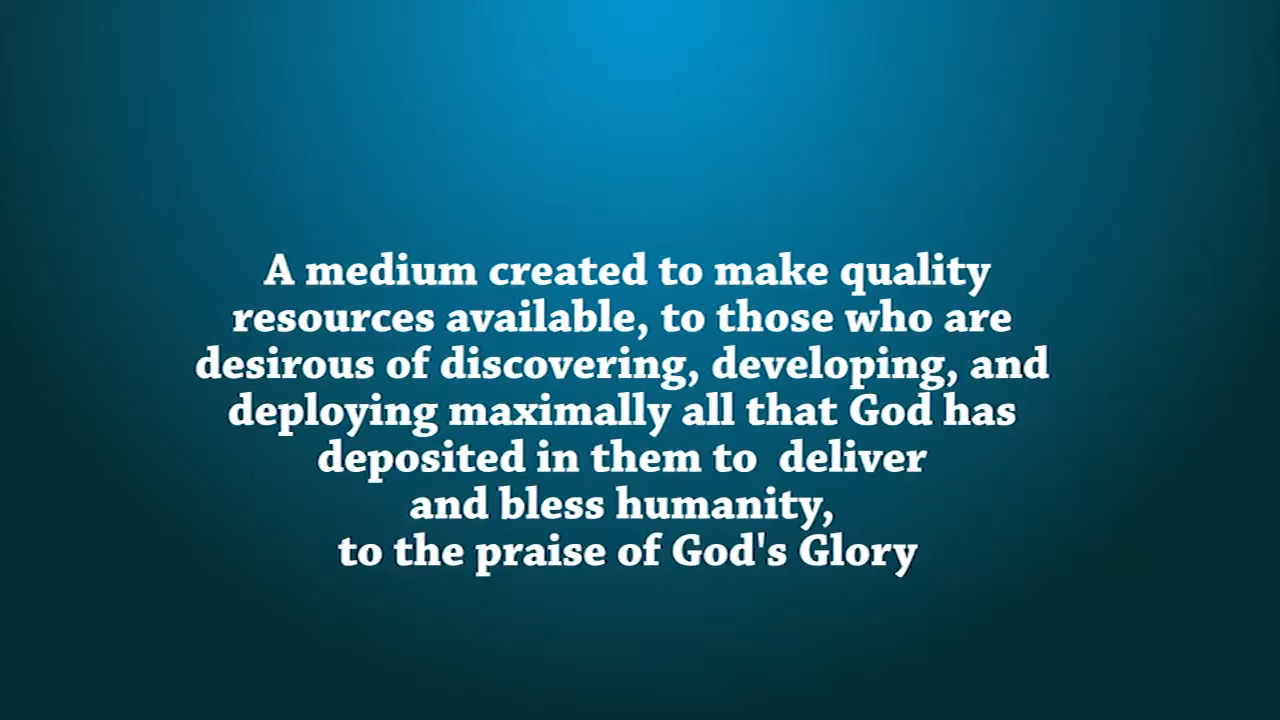 A medium created to make quality
resources available, to those who are
desirous of discovering, developing, and
deploying maximally all that God has
deposited in them to  deliver
and bless humanity,
to the praise of God's Glory